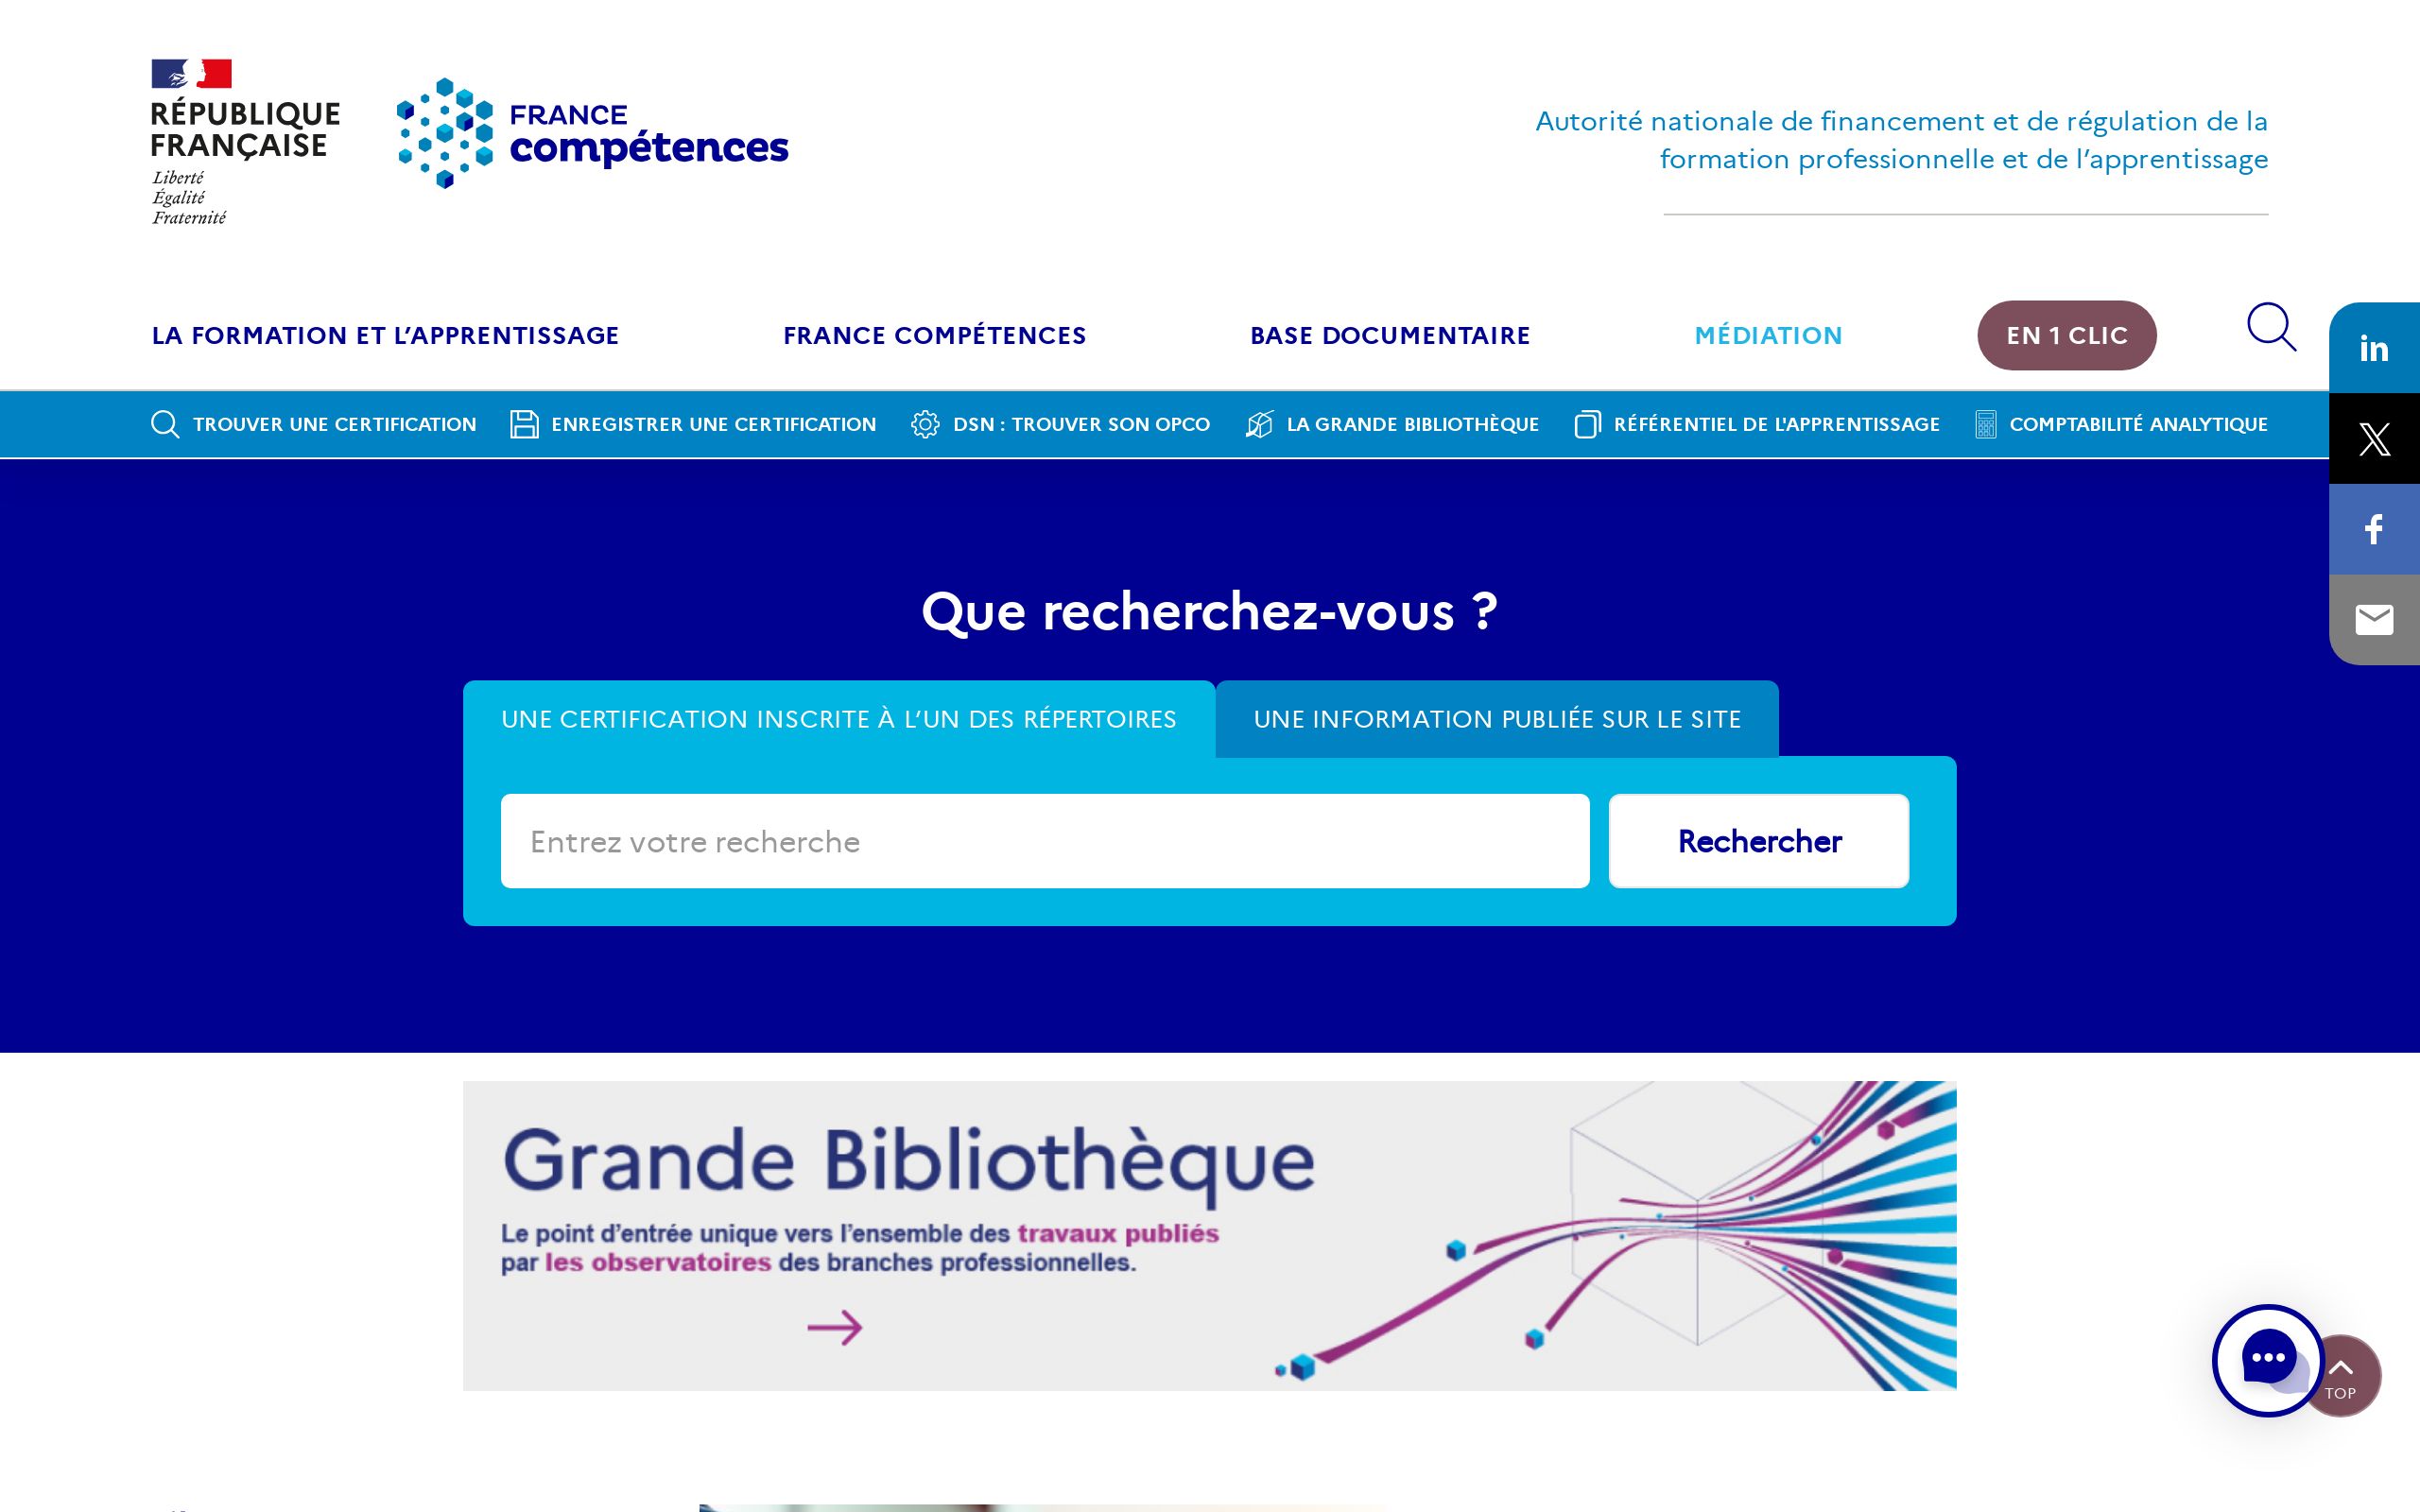 RÉPUBLIQUE
FRANÇAISE
Liberté
Égalité
Fraternité
FRANCE
compétences
Autorité nationale de financement et de régulation de la
formation professionnelle et de l’apprentissage
LA FORMATION ET L’APPRENTISSAGE
FRANCE COMPÉTENCES
BASE DOCUMENTAIRE
MÉDIATION
EN 1 CLIC
in
X
f
TROUVER UNE CERTIFICATION
ENREGISTRER UNE CERTIFICATION
DSN : TROUVER SON OPCO
LA GRANDE BIBLIOTHÈQUE
RÉFÉRENTIEL DE L'APPRENTISSAGE
COMPTABILITÉ ANALYTIQUE
Que recherchez-vous ?
UNE CERTIFICATION INSCRITE À L’UN DES RÉPERTOIRES
UNE INFORMATION PUBLIÉE SUR LE SITE
Entrez votre recherche
Rechercher
Grande Bibliothèque
Le point d’entrée unique vers l’ensemble des travaux publiés
par les observatoires des branches professionnelles.
TOP